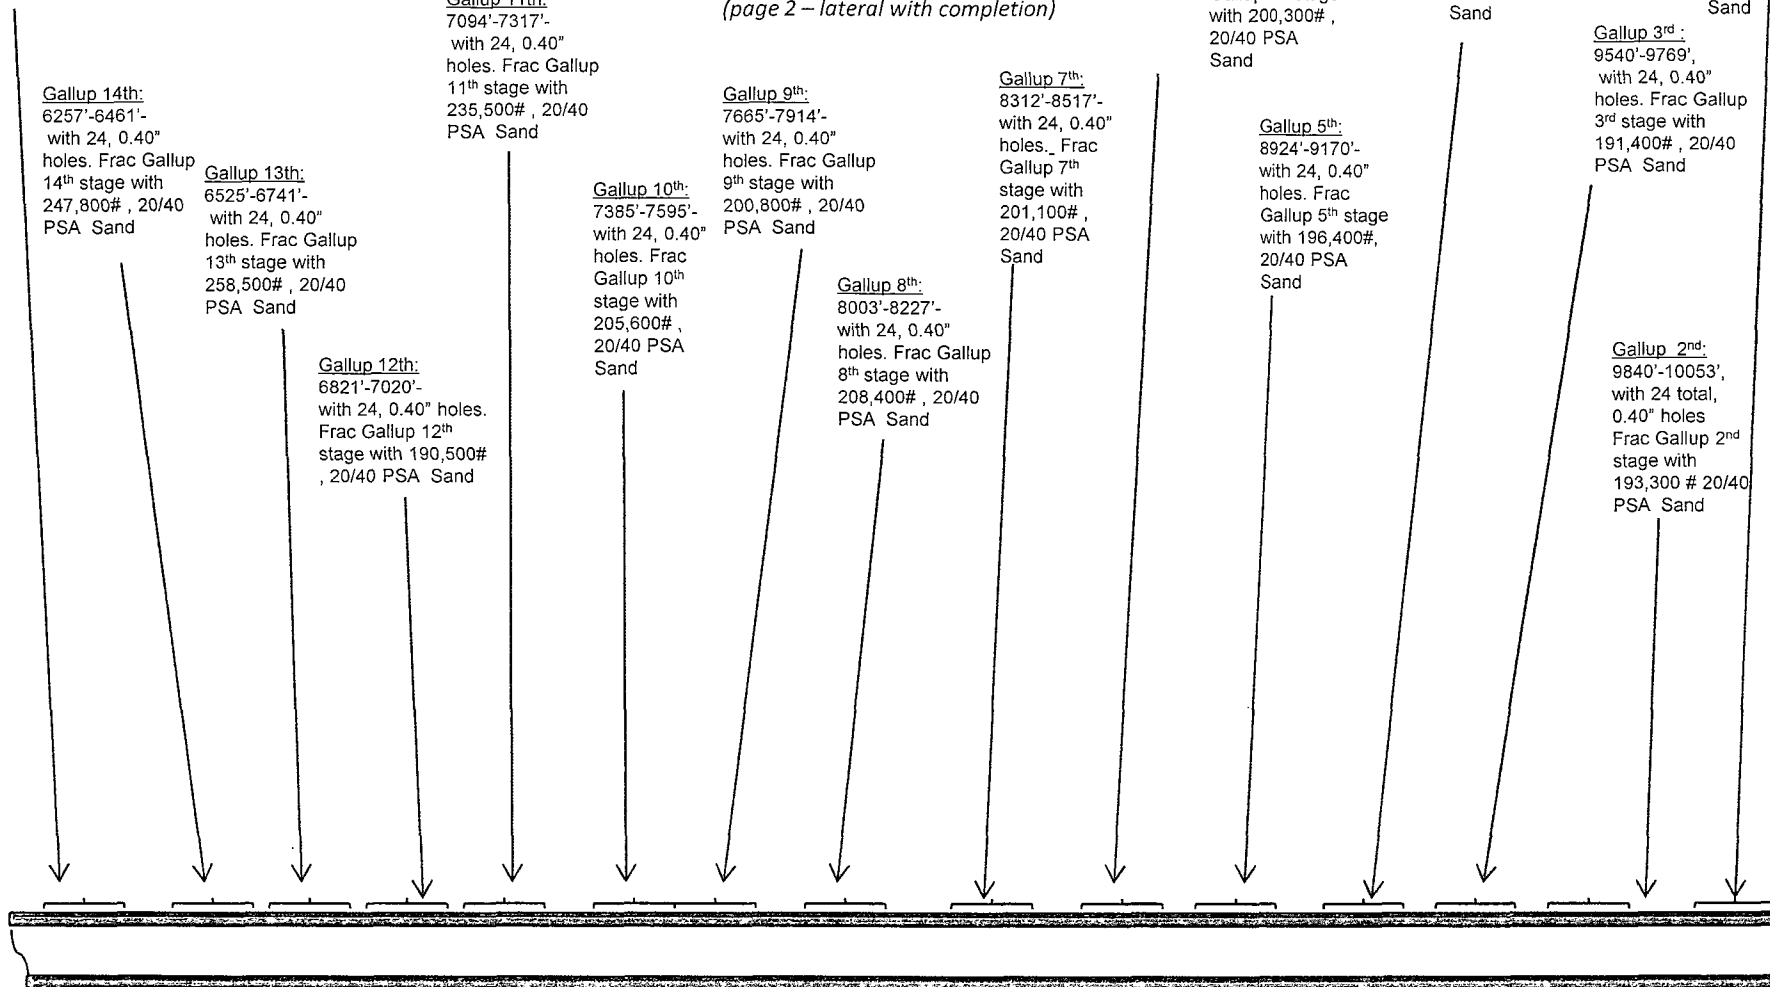 Gallup 11th:
7094'-7317'-
with 24, 0.40"
holes. Frac Gallup
11th stage with
235,500# , 20/40
PSA Sand
(page 2 – lateral with completion)
with 200,300# ,
20/40 PSA
Sand
Sand
Sand
Gallup 3rd :
9540'-9769',
with 24, 0.40"
holes. Frac Gallup
3rd stage with
191,400# , 20/40
PSA Sand
Gallup 14th:
6257'-6461'-
with 24, 0.40"
holes. Frac Gallup
14th stage with
247,800# , 20/40
PSA Sand
Gallup 13th:
6525'-6741'-
with 24, 0.40"
holes. Frac Gallup
13th stage with
258,500# , 20/40
PSA Sand
Gallup 12th:
6821'-7020'-
with 24, 0.40" holes.
Frac Gallup 12th
stage with 190,500#
, 20/40 PSA Sand
Gallup 10th:
7385'-7595'-
with 24, 0.40"
holes. Frac
Gallup 10th
stage with
205,600# ,
20/40 PSA
Sand
Gallup 9th:
7665'-7914'-
with 24, 0.40"
holes. Frac Gallup
9th stage with
200,800# , 20/40
PSA Sand
Gallup 8th:
8003'-8227'-
with 24, 0.40"
holes. Frac Gallup
8th stage with
208,400# , 20/40
PSA Sand
Gallup 7th:
8312'-8517'-
with 24, 0.40"
holes. Frac
Gallup 7th
stage with
201,100# ,
20/40 PSA
Sand
Gallup 5th:
8924'-9170'-
with 24, 0.40"
holes. Frac
Gallup 5th stage
with 196,400#,
20/40 PSA
Sand
Gallup 2nd:
9840'-10053',
with 24 total,
0.40" holes
Frac Gallup 2nd
stage with
193,300 # 20/40
PSA Sand